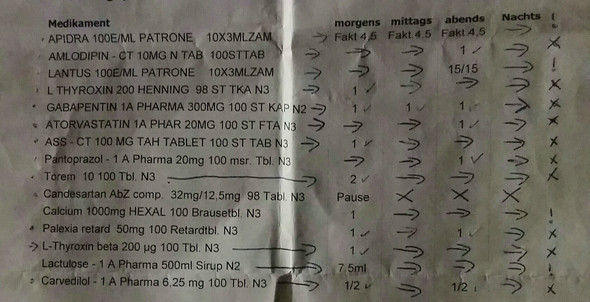 Medikament morgens mittags abends Nachts !
APIDRA 100E/ML PATRONE 10X3MLZAM Fakt 4,5 Fakt.4,5 Fakt 4,5
AMLODIPIN - CT 10MG N TAB 100STTAB 1
LANTUS 100E/ML PATRONE 10X3MLZAM 15/15 !
L THYROXIN 200 HENNING 98 ST TKA N3 1
GABAPENTIN 1A PHARMA 300MG 100 ST KAP N2 1 1 1
ATORVASTATIN 1A PHAR 20MG 100 ST FTA N3 1
ASS - CT 100 MG TAH TABLET 100 ST TAB N3 1
Pantoprazol - 1 A Pharma 20mg 100 msr. Tbl. N3 1
Torem 10 100 Tbl. N3 2
Candesartan AbZ comp. 32mg/12,5mg 98 Tabl. N3 Pause X X X
Calcium 1000mg HEXAL 100 Brausetbl. N3 1 !
Palexia retard 50mg 100 Retardtbl. N3 1 1
L-Thyroxin beta 200 µg 100 Tbl. N3 1
Lactulose - 1 A Pharma 500ml Sirup N2 7.5ml !
Carvedilol - 1 A Pharma 6,25 mg 100 Tbl. N3 1/2 1/2